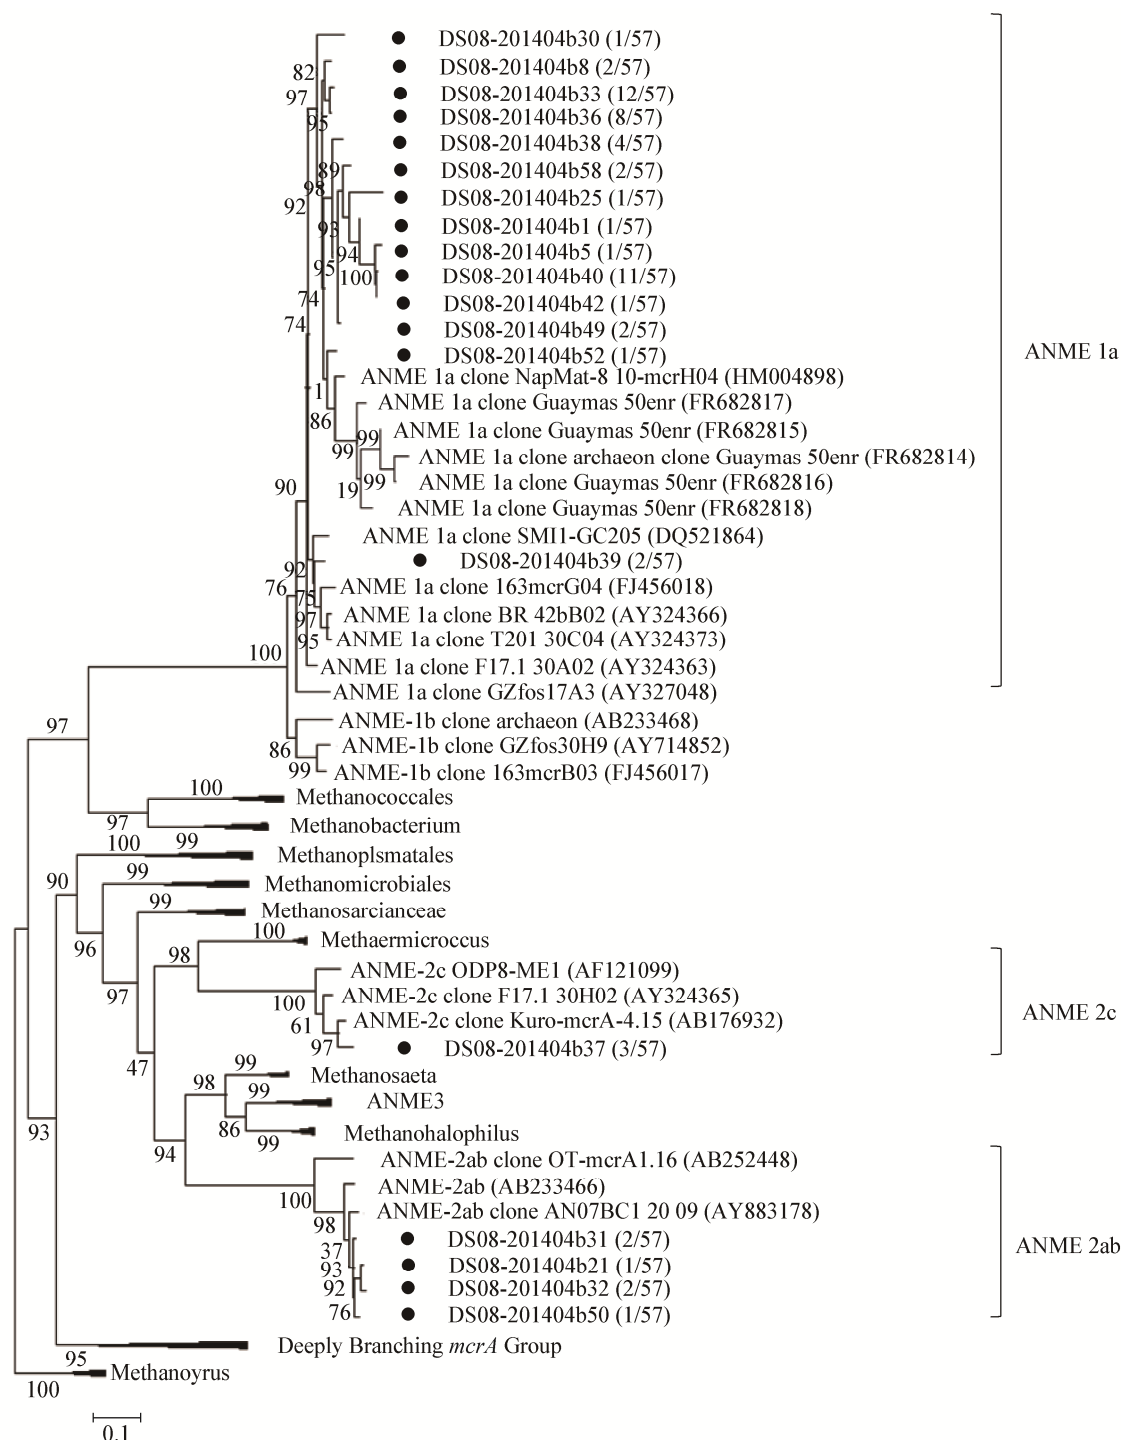 DS08-201404b30 (1/57)
82
DS08-201404b8 (2/57)
97
DS08-201404b33 (12/57)
95
DS08-201404b36 (8/57)
DS08-201404b38 (4/57)
89
DS08-201404b58 (2/57)
98
DS08-201404b25 (1/57)
92
93
DS08-201404b1 (1/57)
94
DS08-201404b5 (1/57)
95
100
DS08-201404b40 (11/57)
74
DS08-201404b42 (1/57)
74
DS08-201404b49 (2/57)
DS08-201404b52 (1/57)
ANME 1a
ANME 1a clone NapMat-8 10-mcrH04 (HM004898)
1
ANME 1a clone Guaymas 50enr (FR682817)
86
ANME 1a clone Guaymas 50enr (FR682815)
99
99
ANME 1a clone archaeon clone Guaymas 50enr (FR682814)
99
ANME 1a clone Guaymas 50enr (FR682816)
90
19
ANME 1a clone Guaymas 50enr (FR682818)
ANME 1a clone SMI1-GC205 (DQ521864)
DS08-201404b39 (2/57)
92
76
ANME 1a clone 163mcrG04 (FJ456018)
75
ANME 1a clone BR 42bB02 (AY324366)
97
ANME 1a clone T201 30C04 (AY324373)
95
100
ANME 1a clone F17.1 30A02 (AY324363)
ANME 1a clone GZfos17A3 (AY327048)
97
ANME-1b clone archaeon (AB233468)
86
ANME-1b clone GZfos30H9 (AY714852)
99
ANME-1b clone 163mcrB03 (FJ456017)
100
Methanococcales
97
Methanobacterium
100
99
Methanoplsmatales
90
99
Methanomicrobiales
99
Methanosarcianceae
96
100
Methaermicroccus
98
ANME-2c ODP8-ME1 (AF121099)
97
100
ANME-2c clone F17.1 30H02 (AY324365)
ANME 2c
61
ANME-2c clone Kuro-mcrA-4.15 (AB176932)
97
DS08-201404b37 (3/57)
47
99
Methanosaeta
98
99
ANME3
93
86
99
Methanohalophilus
94
ANME-2ab clone OT-mcrA1.16 (AB252448)
100
ANME-2ab (AB233466)
98
ANME-2ab clone AN07BC1 20 09 (AY883178)
37
DS08-201404b31 (2/57)
ANME 2ab
93
DS08-201404b21 (1/57)
92
DS08-201404b32 (2/57)
76
DS08-201404b50 (1/57)
Deeply Branching mcrA Group
95
Methanoyrus
100
0.1